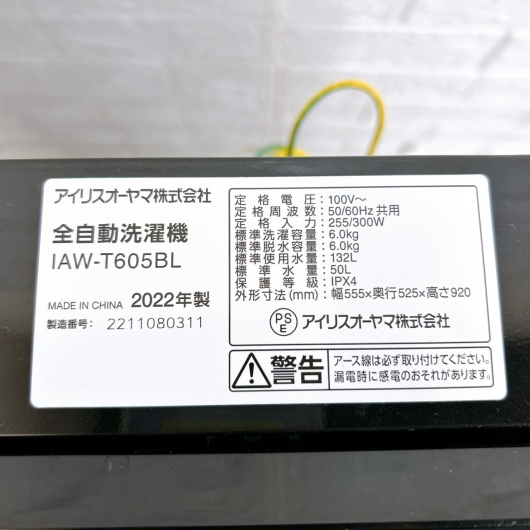 アイリスオーヤマ株式会社
全自動洗濯機
IAW-T605BL
MADE IN CHINA 2022年製
製造番号: 2211080311
定格電圧: 100V～
定格周波数: 50/60Hz 共用
定格入力: 255/300W
標準洗濯容量: 6.0kg
標準脱水容量: 6.0kg
標準使用水量: 132L
標準水量: 50L
保護等級: IPX4
外形寸法(mm): 幅555×奥行525×高さ920
PSE アイリスオーヤマ株式会社
警告
アース線は必ず取り付けてください。
漏電時に感電のおそれがあります。